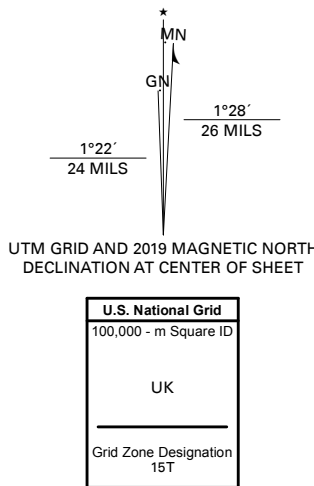 ★
MN
GN
1°28´
26 MILS
1°22´
24 MILS
UTM GRID AND 2019 MAGNETIC NORTH
DECLINATION AT CENTER OF SHEET
U.S. National Grid
100,000 - m Square ID
UK
Grid Zone Designation
15T